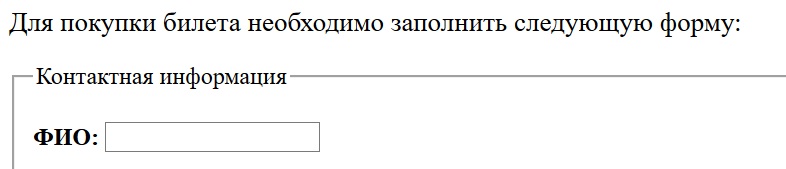 Для покупки билета необходимо заполнить следующую форму:
Контактная информация
ФИО: